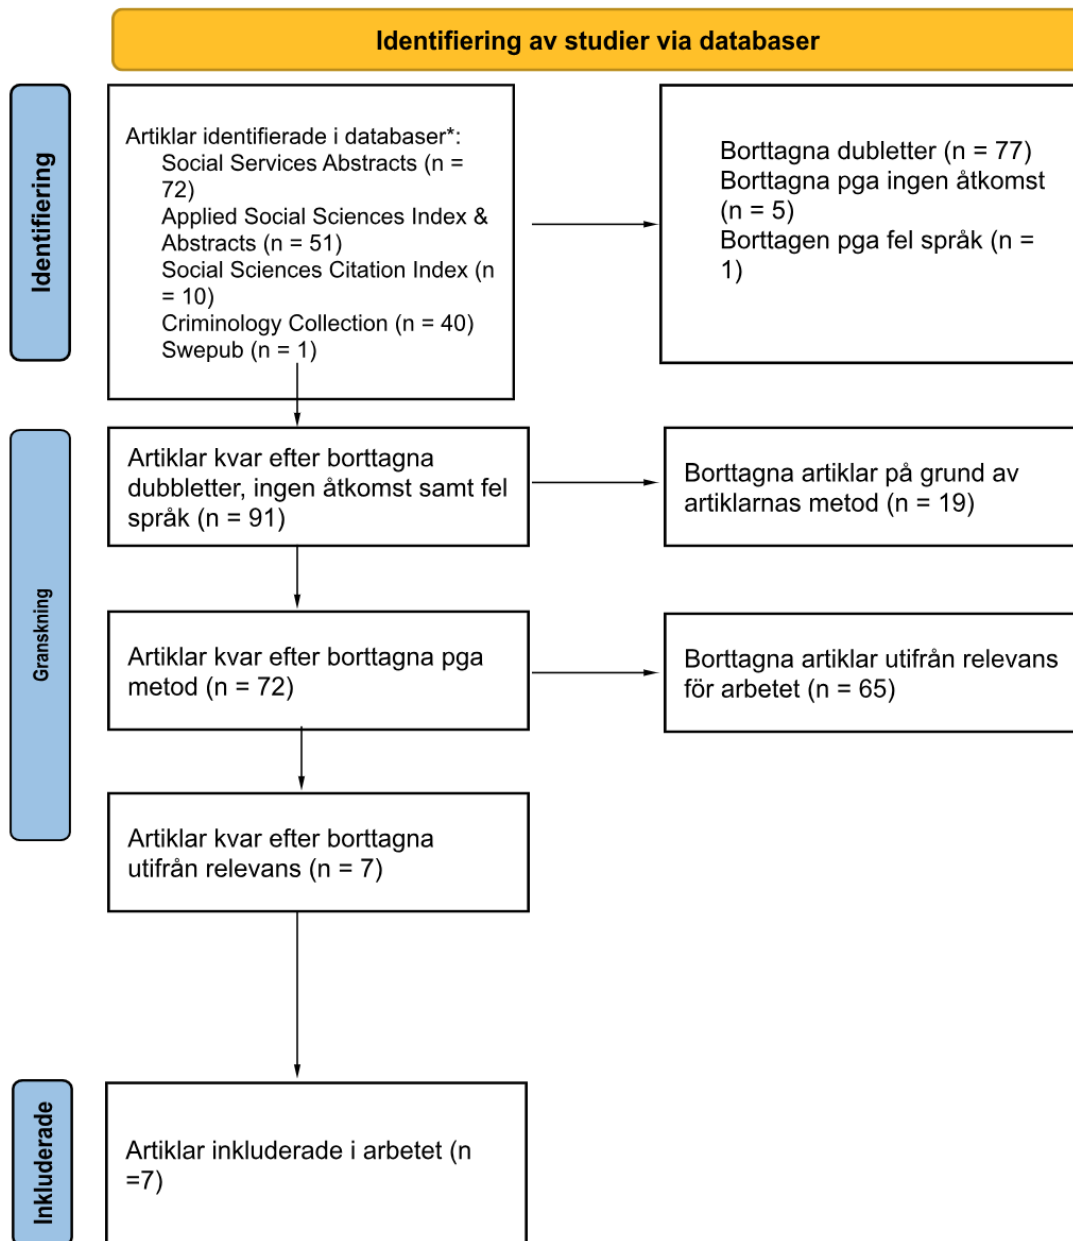 Identifiering av studier via databaser
Identifiering
Artiklar identifierade i databaser*:
Social Services Abstracts (n =
72)
Applied Social Sciences Index &
Abstracts (n = 51)
Social Sciences Citation Index (n
= 10)
Criminology Collection (n = 40)
Swepub (n = 1)
Borttagna dubletter (n = 77)
Borttagna pga ingen åtkomst
(n = 5)
Borttagen pga fel språk (n =
1)
Granskning
Artiklar kvar efter borttagna
dubbletter, ingen åtkomst samt fel
språk (n = 91)
Borttagna artiklar på grund av
artiklarnas metod (n = 19)
Artiklar kvar efter borttagna pga
metod (n = 72)
Borttagna artiklar utifrån relevans
för arbetet (n = 65)
Artiklar kvar efter borttagna
utifrån relevans (n = 7)
Inkluderade
Artiklar inkluderade i arbetet (n
=7)